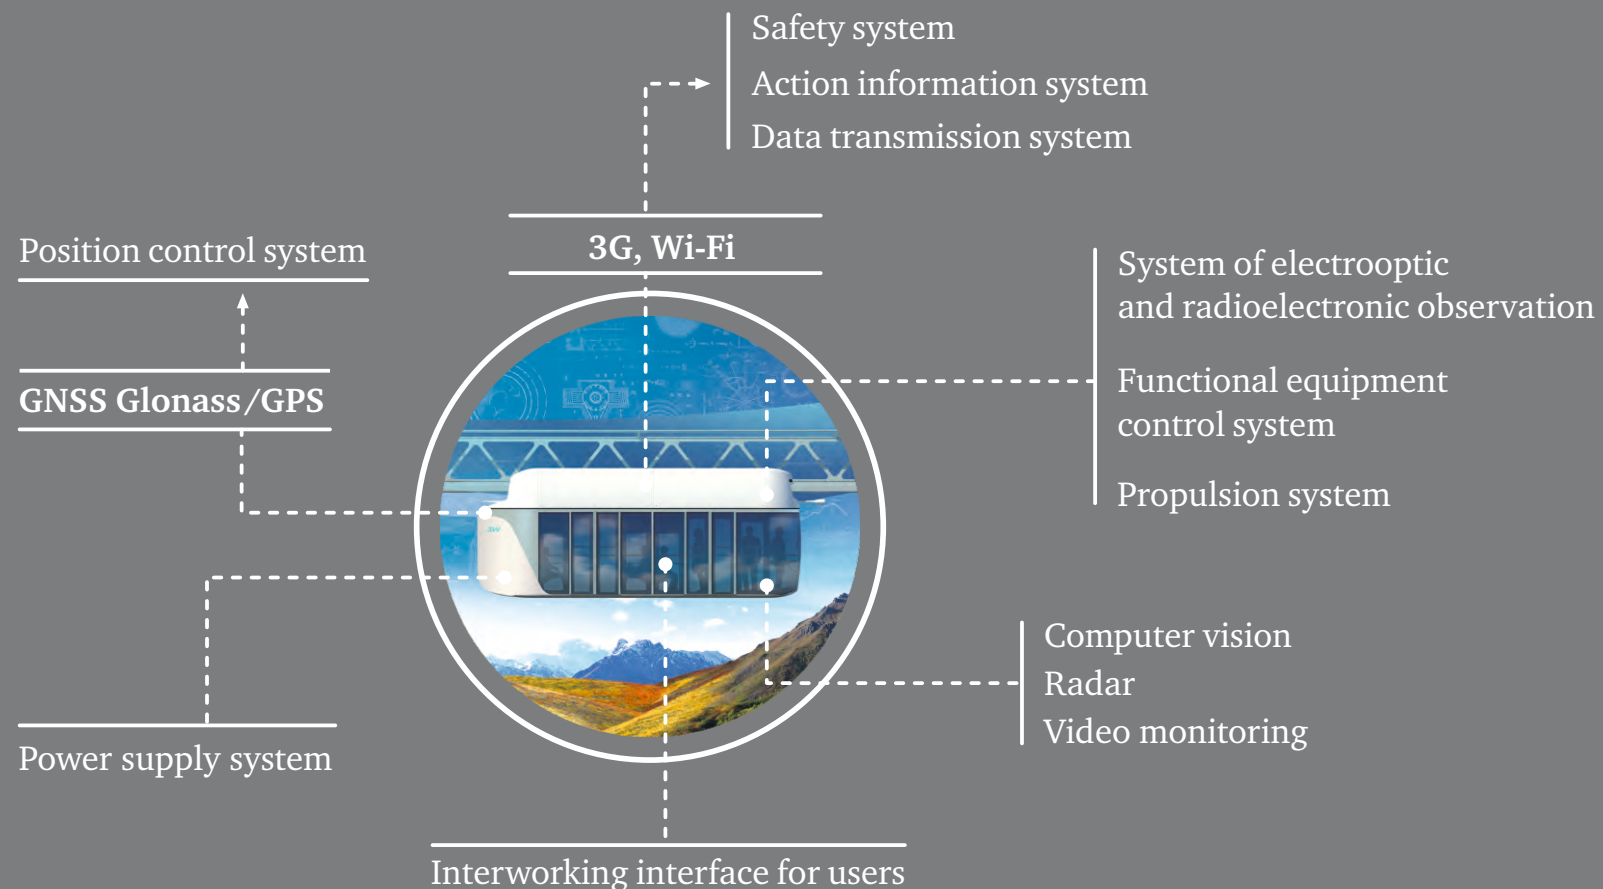 Safety system
Action information system
Data transmission system
3G, Wi-Fi
Position control system
GNSS Glonass/GPS
System of electrooptic
and radioelectronic observation
Functional equipment
control system
Propulsion system
Computer vision
Radar
Video monitoring
Power supply system
Interworking interface for users